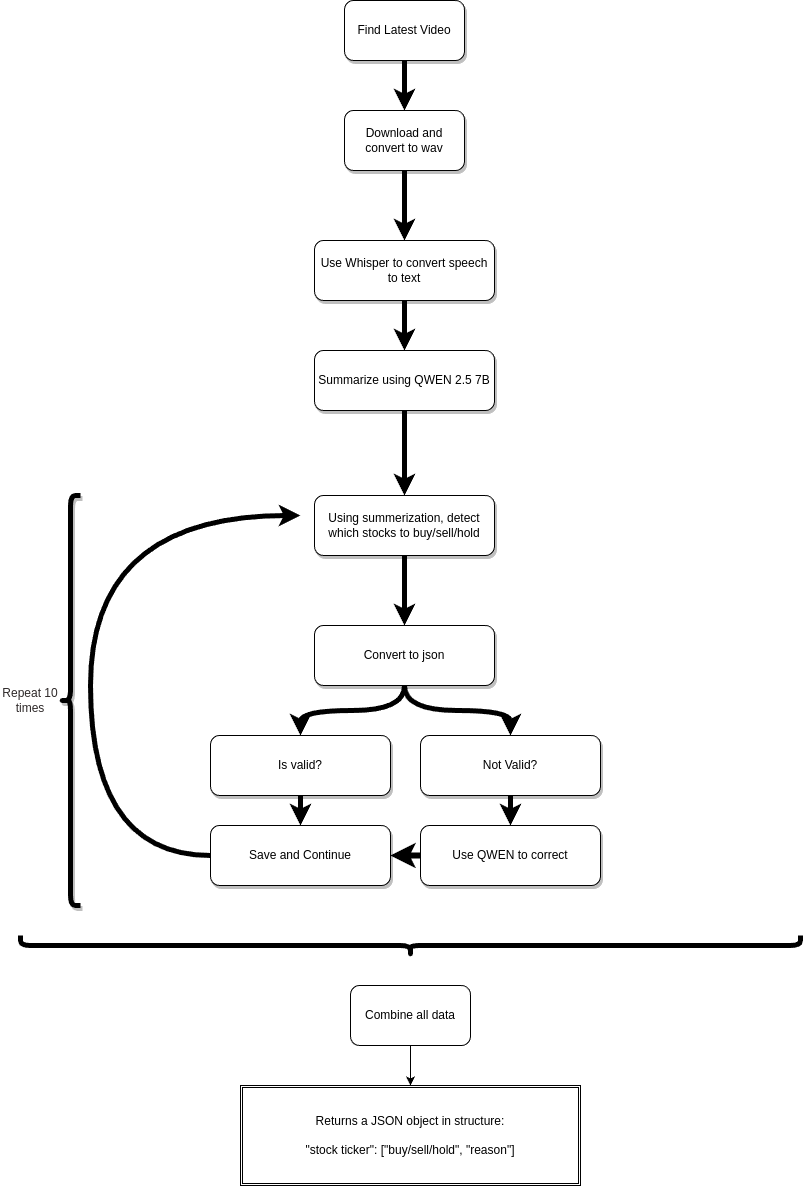 Find Latest Video
Download and
convert to wav
Use Whisper to convert speech
to text
Summarize using QWEN 2.5 7B
Using summerization, detect
which stocks to buy/sell/hold
Convert to json
Repeat 10
times
Is valid?
Not Valid?
Save and Continue
Use QWEN to correct
Combine all data
Returns a JSON object in structure:
"stock ticker": ["buy/sell/hold", "reason"]